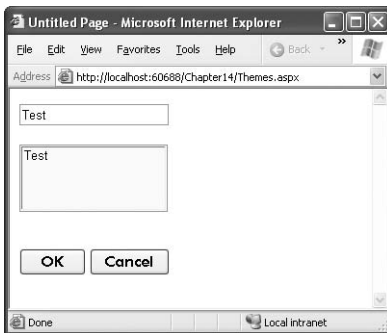 Untitled Page - Microsoft Internet Explorer
File Edit View Favorites Tools Help Back »
Address http://localhost:60688/Chapter14/Themes.aspx
Test
Test
OK Cancel
Done Local intranet